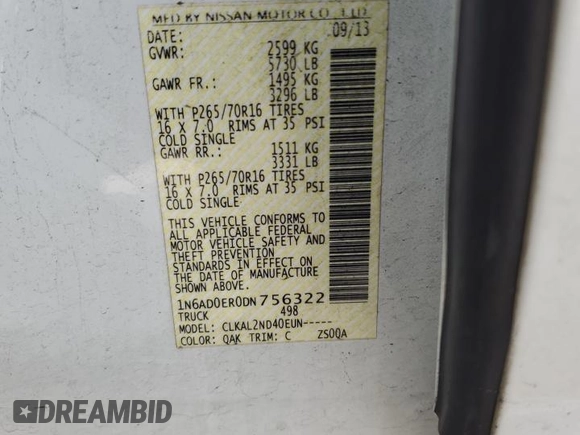 MFD BY NISSAN MOTOR CO.,LTD.
DATE: 09/13
GVWR: 2599 KG
5730 LB
GAWR FR.: 1495 KG
3296 LB
WITH P265/70R16 TIRES
16 X 7.0 RIMS AT 35 PSI
COLD SINGLE
GAWR RR.: 1511 KG
3331 LB
WITH P265/70R16 TIRES
16 X 7.0 RIMS AT 35 PSI
COLD SINGLE
THIS VEHICLE CONFORMS TO
ALL APPLICABLE FEDERAL
MOTOR VEHICLE SAFETY AND
THEFT PREVENTION
STANDARDS IN EFFECT ON
THE DATE OF MANUFACTURE
SHOWN ABOVE.
1N6AD0ER0DN756322
TRUCK 498
MODEL: CLKAL2ND40EUN-----
COLOR: QAK TRIM: C ZS00A
DREAMBID